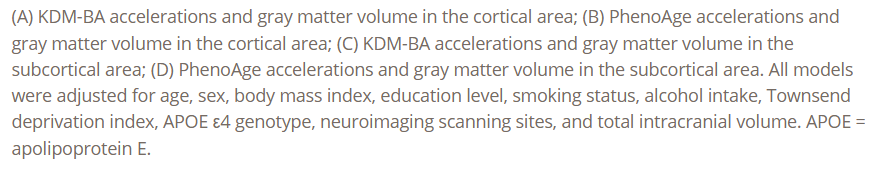 (A) KDM-BA accelerations and gray matter volume in the cortical area; (B) PhenoAge accelerations and
gray matter volume in the cortical area; (C) KDM-BA accelerations and gray matter volume in the
subcortical area; (D) PhenoAge accelerations and gray matter volume in the subcortical area. All models
were adjusted for age, sex, body mass index, education level, smoking status, alcohol intake, Townsend
deprivation index, APOE ε4 genotype, neuroimaging scanning sites, and total intracranial volume. APOE =
apolipoprotein E.